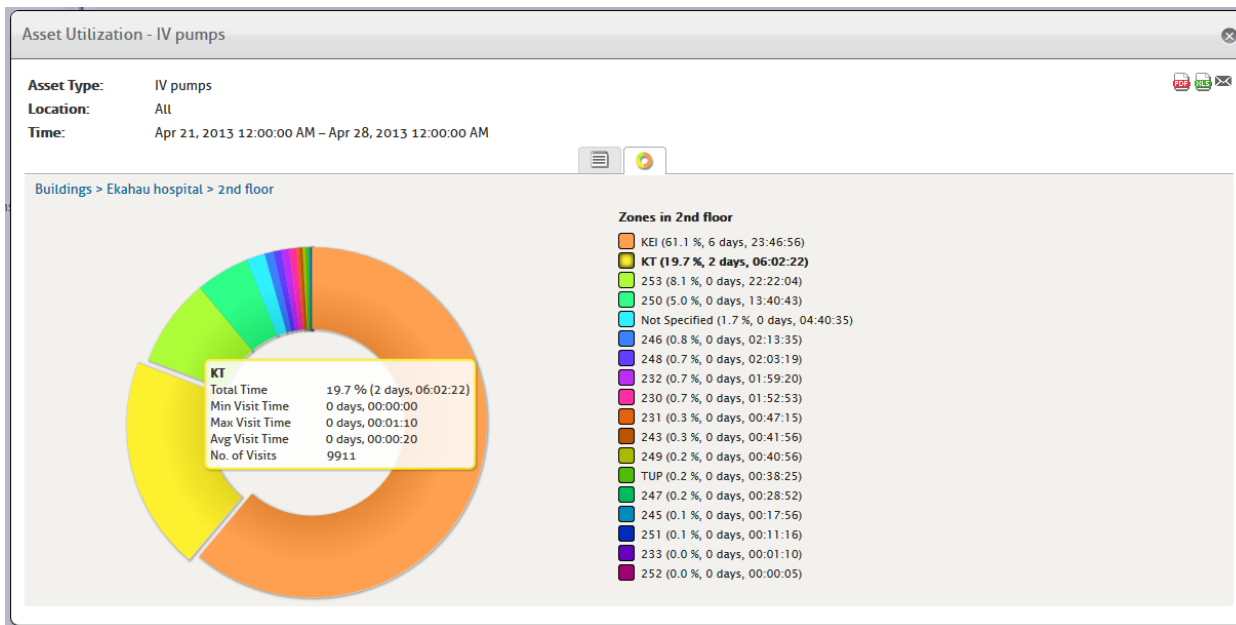 Asset Utilization - IV pumps
Asset Type: IV pumps
PDF XLS
Location: All
Time: Apr 21, 2013 12:00:00 AM – Apr 28, 2013 12:00:00 AM
Buildings > Ekahau hospital > 2nd floor
Zones in 2nd floor
KEI (61.1 %, 6 days, 23:46:56)
KT (19.7 %, 2 days, 06:02:22)
253 (8.1 %, 0 days, 22:22:04)
250 (5.0 %, 0 days, 13:40:43)
Not Specified (1.7 %, 0 days, 04:40:35)
246 (0.8 %, 0 days, 02:13:35)
248 (0.7 %, 0 days, 02:03:19)
232 (0.7 %, 0 days, 01:59:20)
230 (0.7 %, 0 days, 01:52:53)
231 (0.3 %, 0 days, 00:47:15)
243 (0.3 %, 0 days, 00:41:56)
249 (0.2 %, 0 days, 00:40:56)
TUP (0.2 %, 0 days, 00:38:25)
247 (0.2 %, 0 days, 00:28:52)
245 (0.1 %, 0 days, 00:17:56)
251 (0.1 %, 0 days, 00:11:16)
233 (0.0 %, 0 days, 00:01:10)
252 (0.0 %, 0 days, 00:00:05)
KT
Total Time 19.7 % (2 days, 06:02:22)
Min Visit Time 0 days, 00:00:00
Max Visit Time 0 days, 00:01:10
Avg Visit Time 0 days, 00:00:20
No. of Visits 9911